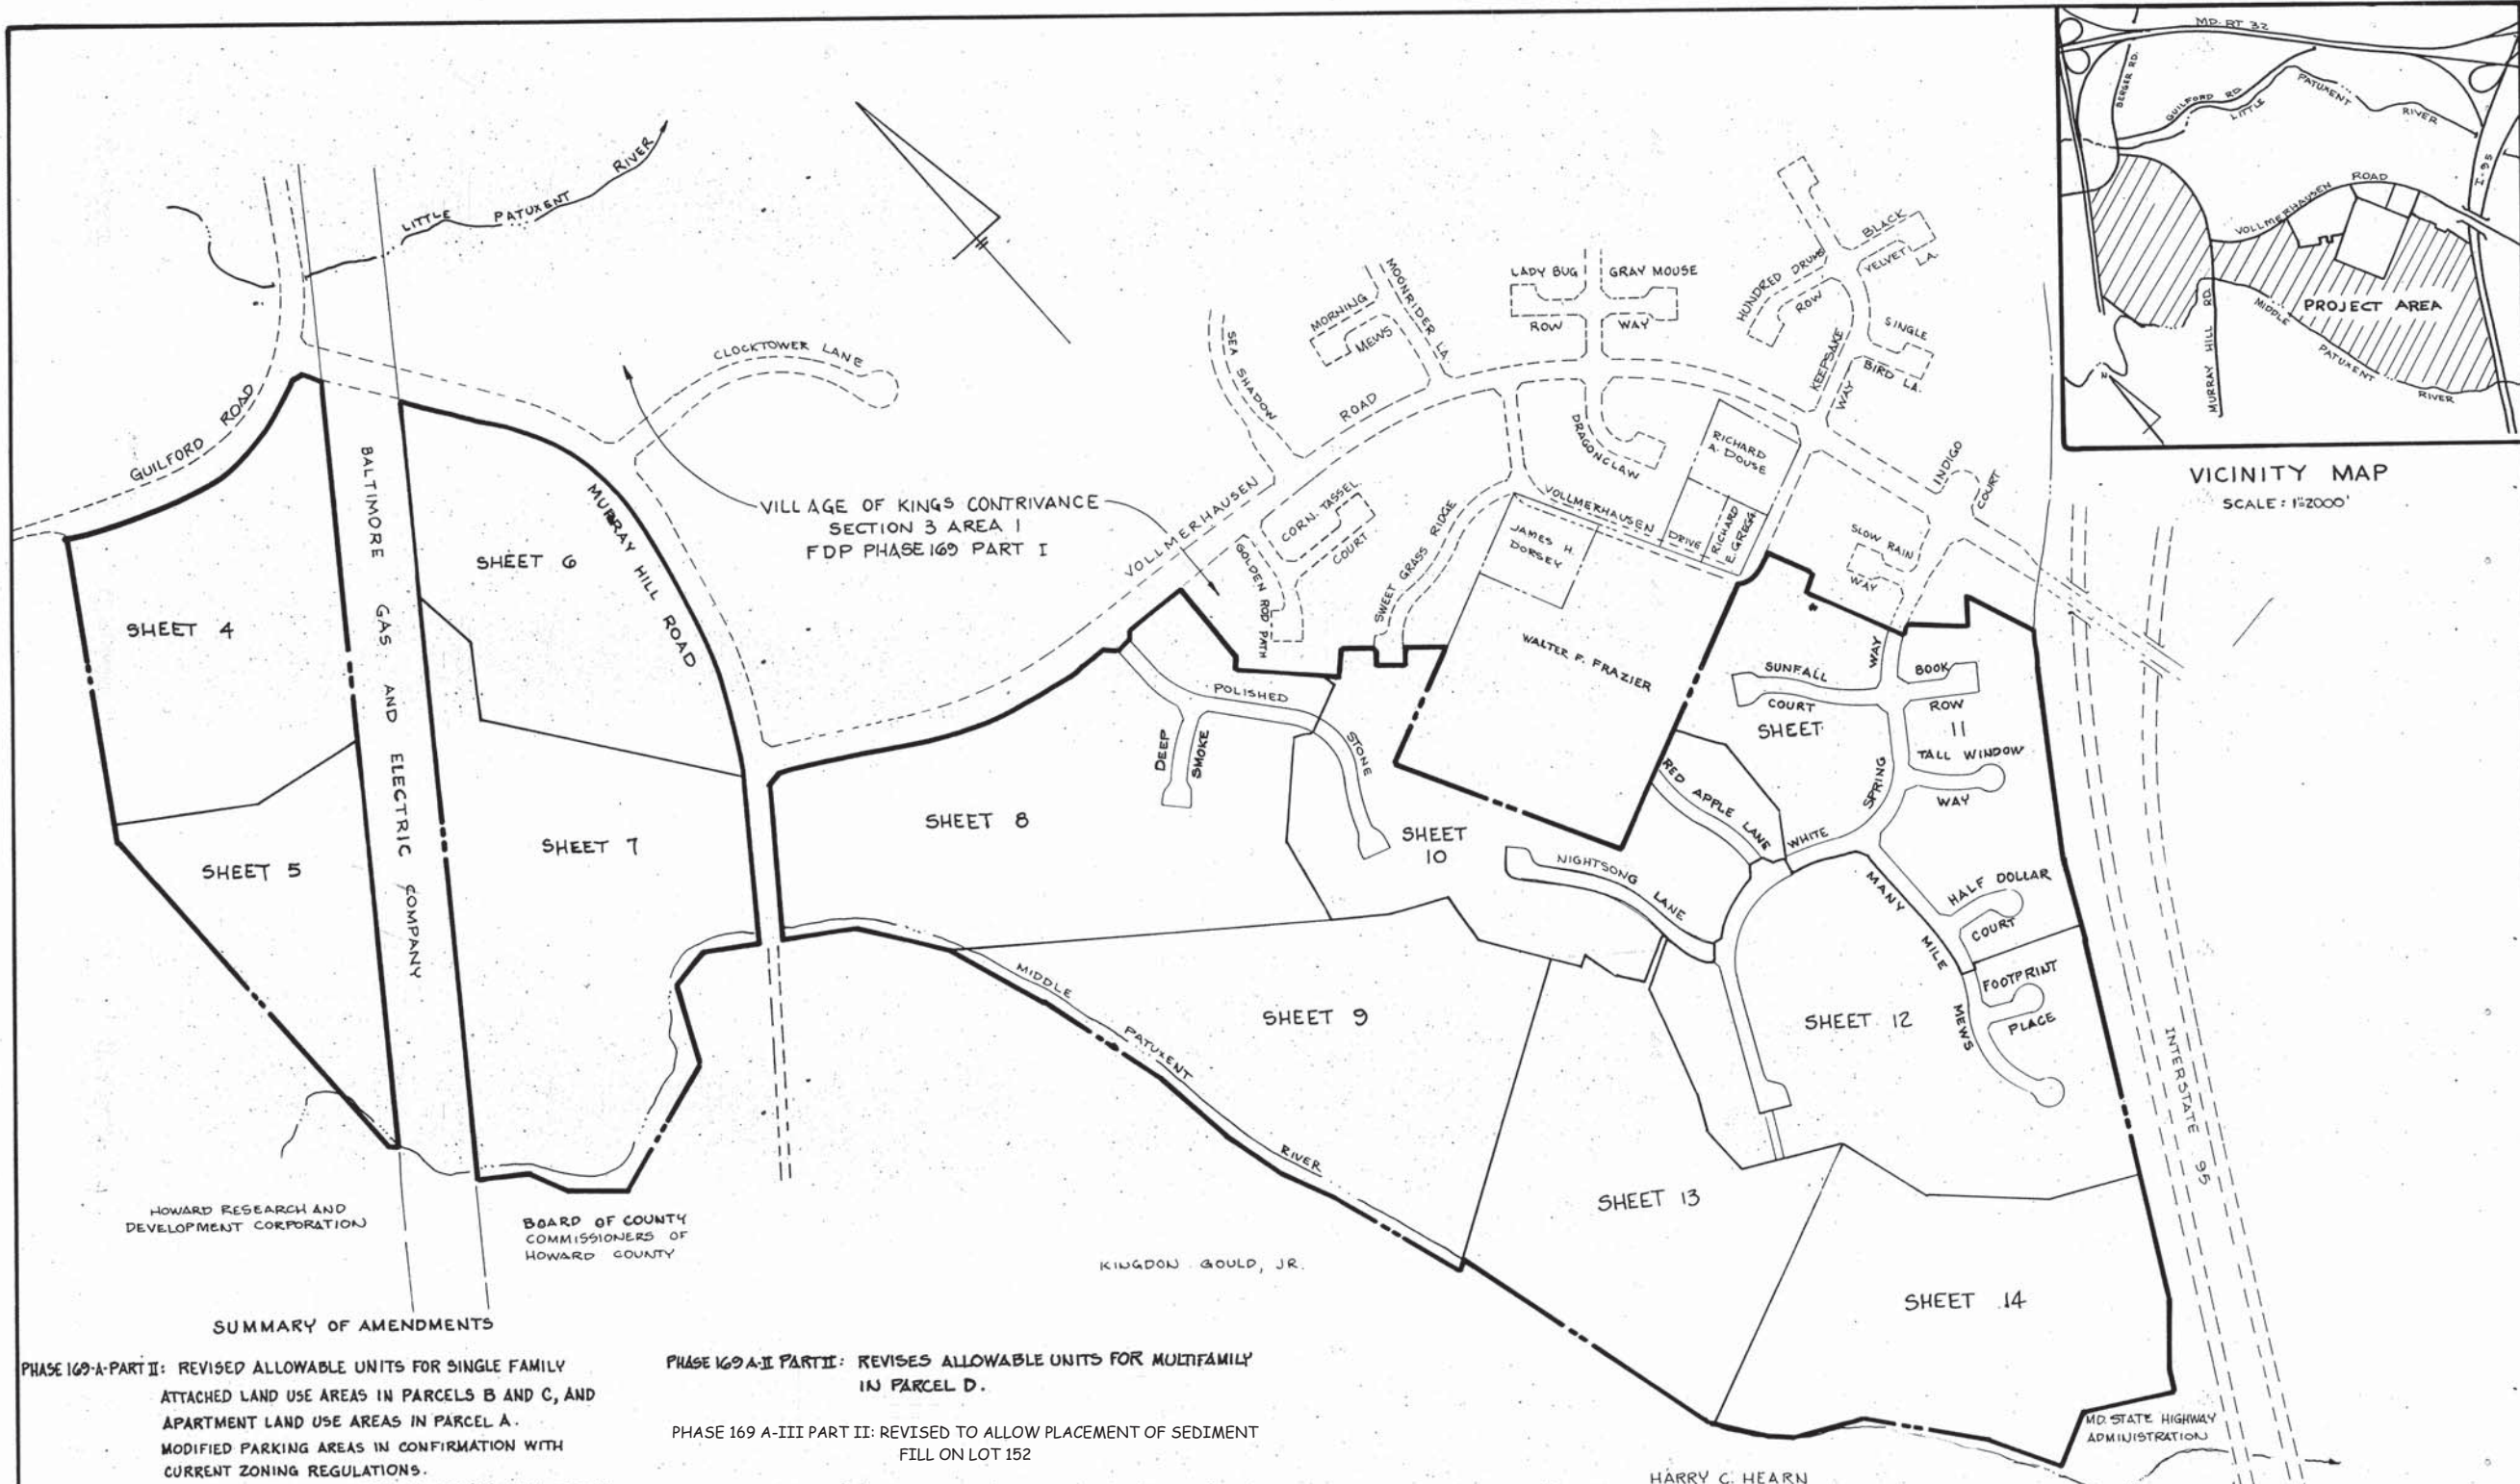 MD. RT 32
BERGER RD.
GUILFORD RD.
LITTLE PATUXENT RIVER
I-95
VOLLMERHAUSEN ROAD
PROJECT AREA
MURRAY HILL RD.
MIDDLE PATUXENT RIVER
N
VICINITY MAP
SCALE: 1"=2000'
LITTLE PATUXENT RIVER
GUILFORD ROAD
CLOCKTOWER LANE
BALTIMORE GAS AND ELECTRIC COMPANY
MURRAY HILL ROAD
VILLAGE OF KINGS CONTRIVANCE
SECTION 3 AREA I
FDP PHASE 169 PART I
VOLLMERHAUSEN ROAD
SEA SHADOW
MORNING
MEWS
MOONRIDER LA.
LADY BUG
ROW
GRAY MOUSE
WAY
HUNDRED DRUMS
ROW
BLACK
VELVET
LA.
KEEPSAKE
WAY
SINGLE
BIRD LA.
DRAGONCLAW
RICHARD
A. DOUSE
RICHARD
E. GREGG
VOLLMERHAUSEN DRIVE
JAMES H.
DORSEY
WALTER F. FRAZIER
CORN TASSEL
COURT
GOLDEN ROD PATH
SWEET GRASS RIDGE
INDIGO
COURT
SLOW RAIN
WAY
SHEET 4
SHEET 5
SHEET 6
SHEET 7
SHEET 8
DEEP
SMOKE
POLISHED
STONE
SHEET
10
NIGHTSONG LANE
RED APPLE LANE
SUNFALL
COURT
WAY
BOOK
ROW
SHEET
11
TALL WINDOW
WAY
WHITE
SPRING
MANY
MILE
MEWS
HALF DOLLAR
COURT
FOOTPRINT
PLACE
SHEET 9
SHEET 12
SHEET 13
SHEET 14
INTERSTATE 95
MIDDLE PATUXENT RIVER
HOWARD RESEARCH AND
DEVELOPMENT CORPORATION
BOARD OF COUNTY
COMMISSIONERS OF
HOWARD COUNTY
KINGDON GOULD, JR.
MD. STATE HIGHWAY
ADMINISTRATION
HARRY C. HEARN
SUMMARY OF AMENDMENTS
PHASE 169-A-PART II: REVISED ALLOWABLE UNITS FOR SINGLE FAMILY
ATTACHED LAND USE AREAS IN PARCELS B AND C, AND
APARTMENT LAND USE AREAS IN PARCEL A.
MODIFIED PARKING AREAS IN CONFIRMATION WITH
CURRENT ZONING REGULATIONS.
PHASE 169 A-II PART II: REVISES ALLOWABLE UNITS FOR MULTIFAMILY
IN PARCEL D.
PHASE 169 A-III PART II: REVISED TO ALLOW PLACEMENT OF SEDIMENT
FILL ON LOT 152